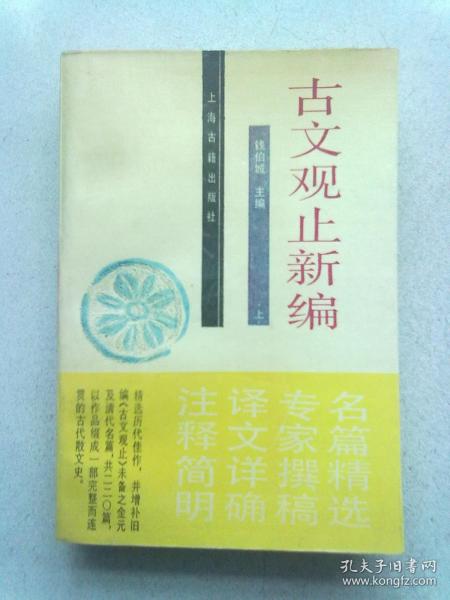 古文观止新编
钱伯城 主编
·上·
上海古籍出版社
名篇精选
专家撰稿
译文详确
注释简明
精选历代佳作，并增补旧
编《古文观止》未备之金元
及清代名篇，共二二〇篇，
以作品缀成一部完整而连
贯的古代散文史。
孔夫子旧书网
www.kongfz.com